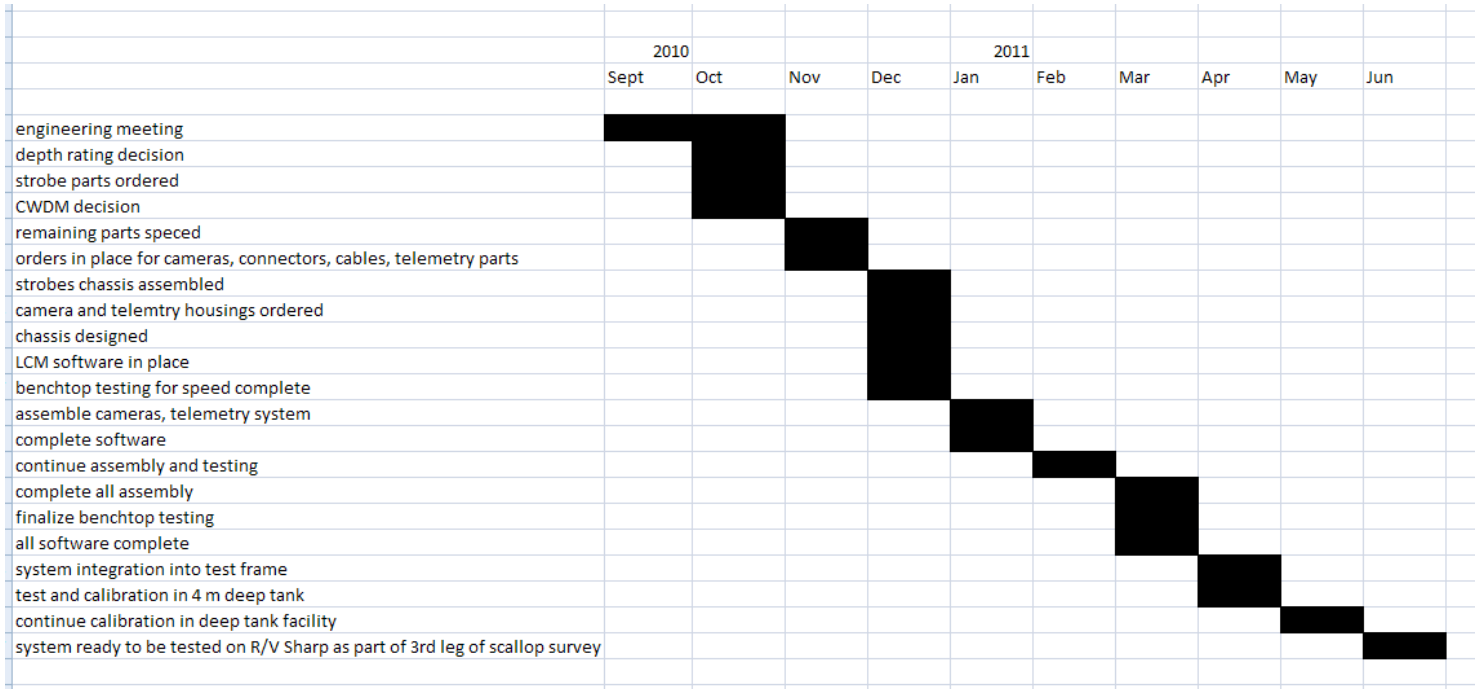 2010 2011
Sept Oct Nov Dec Jan Feb Mar Apr May Jun
engineering meeting
depth rating decision
strobe parts ordered
CWDM decision
remaining parts speced
orders in place for cameras, connectors, cables, telemetry parts
strobes chassis assembled
camera and telemtry housings ordered
chassis designed
LCM software in place
benchtop testing for speed complete
assemble cameras, telemetry system
complete software
continue assembly and testing
complete all assembly
finalize benchtop testing
all software complete
system integration into test frame
test and calibration in 4 m deep tank
continue calibration in deep tank facility
system ready to be tested on R/V Sharp as part of 3rd leg of scallop survey